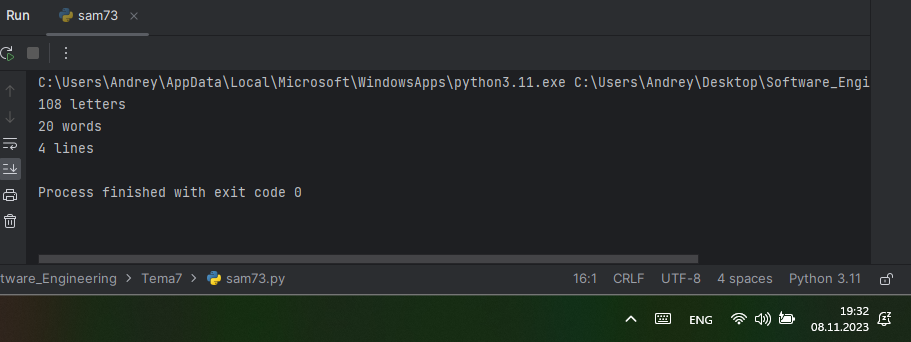 Run sam73
C:\Users\Andrey\AppData\Local\Microsoft\WindowsApps\python3.11.exe C:\Users\Andrey\Desktop\Software_Engi
108 letters
20 words
4 lines
Process finished with exit code 0
tware_Engineering > Tema7 > sam73.py 16:1 CRLF UTF-8 4 spaces Python 3.11
ENG 19:32
08.11.2023